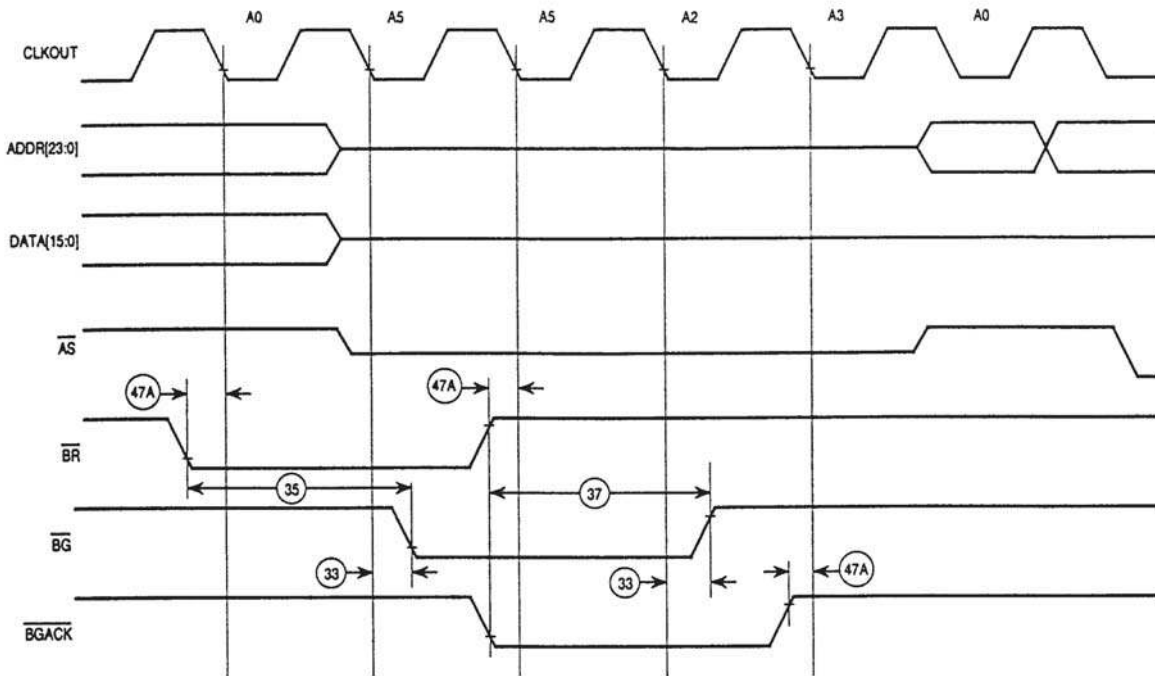 A0 A5 A5 A2 A3 A0
CLKOUT
ADDR[23:0]
DATA[15:0]
AS
47A 47A
BR
35 37
BG
33 33 47A
BGACK